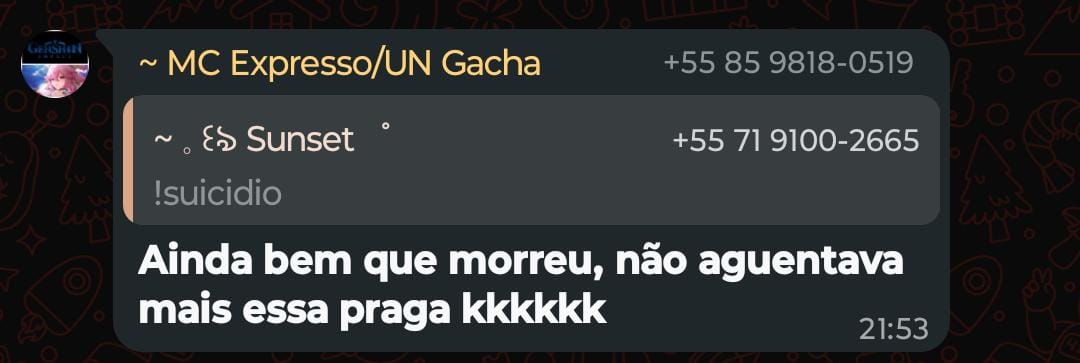 GENSHIN
~ MC Expresso/UN Gacha +55 85 9818-0519
~ 。꒰ঌ Sunset ゜ +55 71 9100-2665
!suicidio
Ainda bem que morreu, não aguentava
mais essa praga kkkkkk
21:53